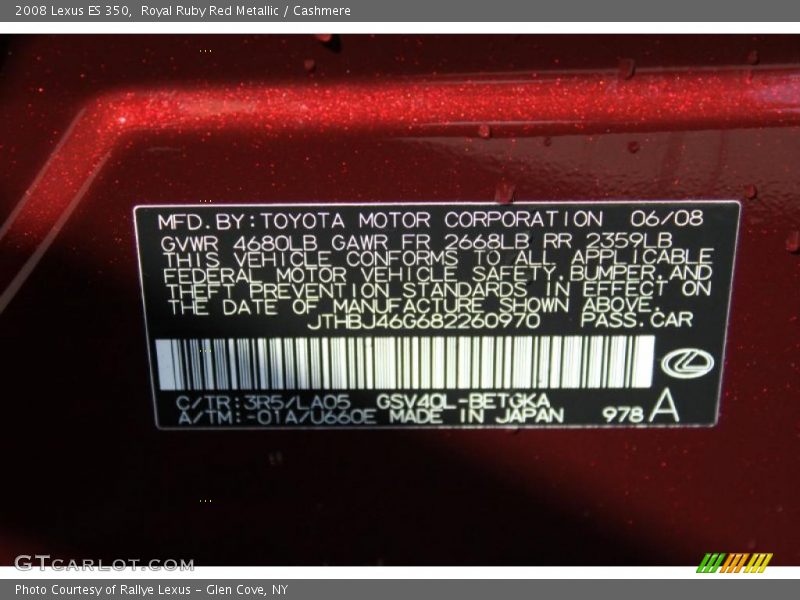 2008 Lexus ES 350, Royal Ruby Red Metallic / Cashmere
MFD. BY: TOYOTA MOTOR CORPORATION 06/08
GVWR 4680LB GAWR FR 2668LB RR 2359LB
THIS VEHICLE CONFORMS TO ALL APPLICABLE
FEDERAL MOTOR VEHICLE SAFETY, BUMPER, AND
THEFT PREVENTION STANDARDS IN EFFECT ON
THE DATE OF MANUFACTURE SHOWN ABOVE.
JTHBJ46G682260970 PASS. CAR
C/TR: 3R5/LA05 GSV40L-BETGKA
A/TM: -01A/U660E MADE IN JAPAN 978 A
GTCARLOT.COM
Photo Courtesy of Rallye Lexus - Glen Cove, NY